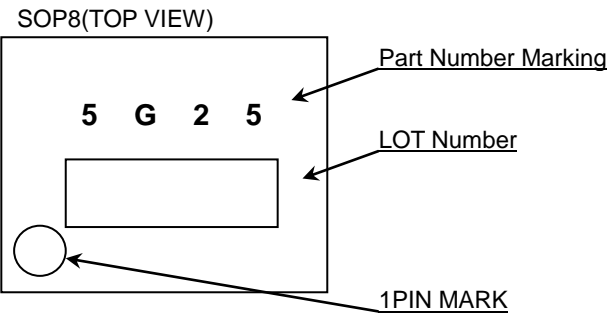 SOP8(TOP VIEW)
Part Number Marking
5 G 2 5
LOT Number
1PIN MARK